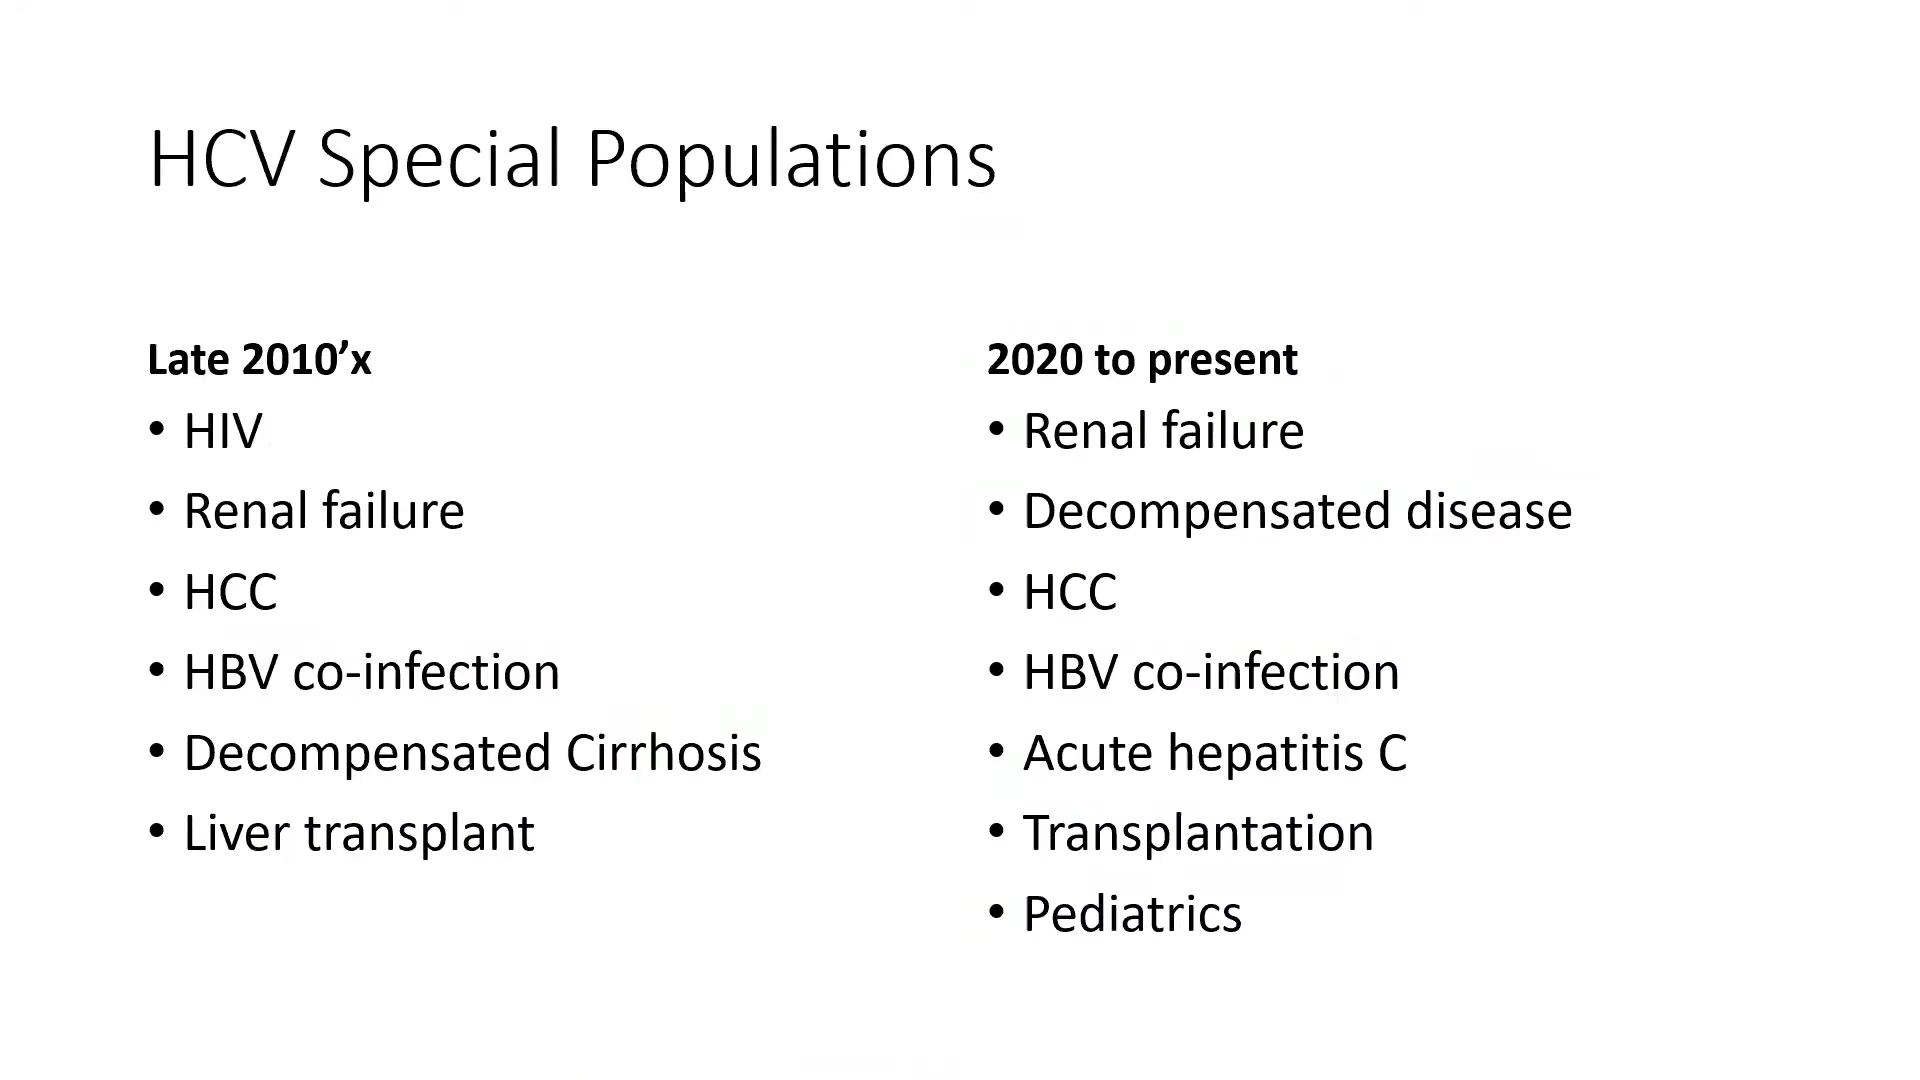 HCV Special Populations
Late 2010’x
• HIV
• Renal failure
• HCC
• HBV co-infection
• Decompensated Cirrhosis
• Liver transplant
2020 to present
• Renal failure
• Decompensated disease
• HCC
• HBV co-infection
• Acute hepatitis C
• Transplantation
• Pediatrics